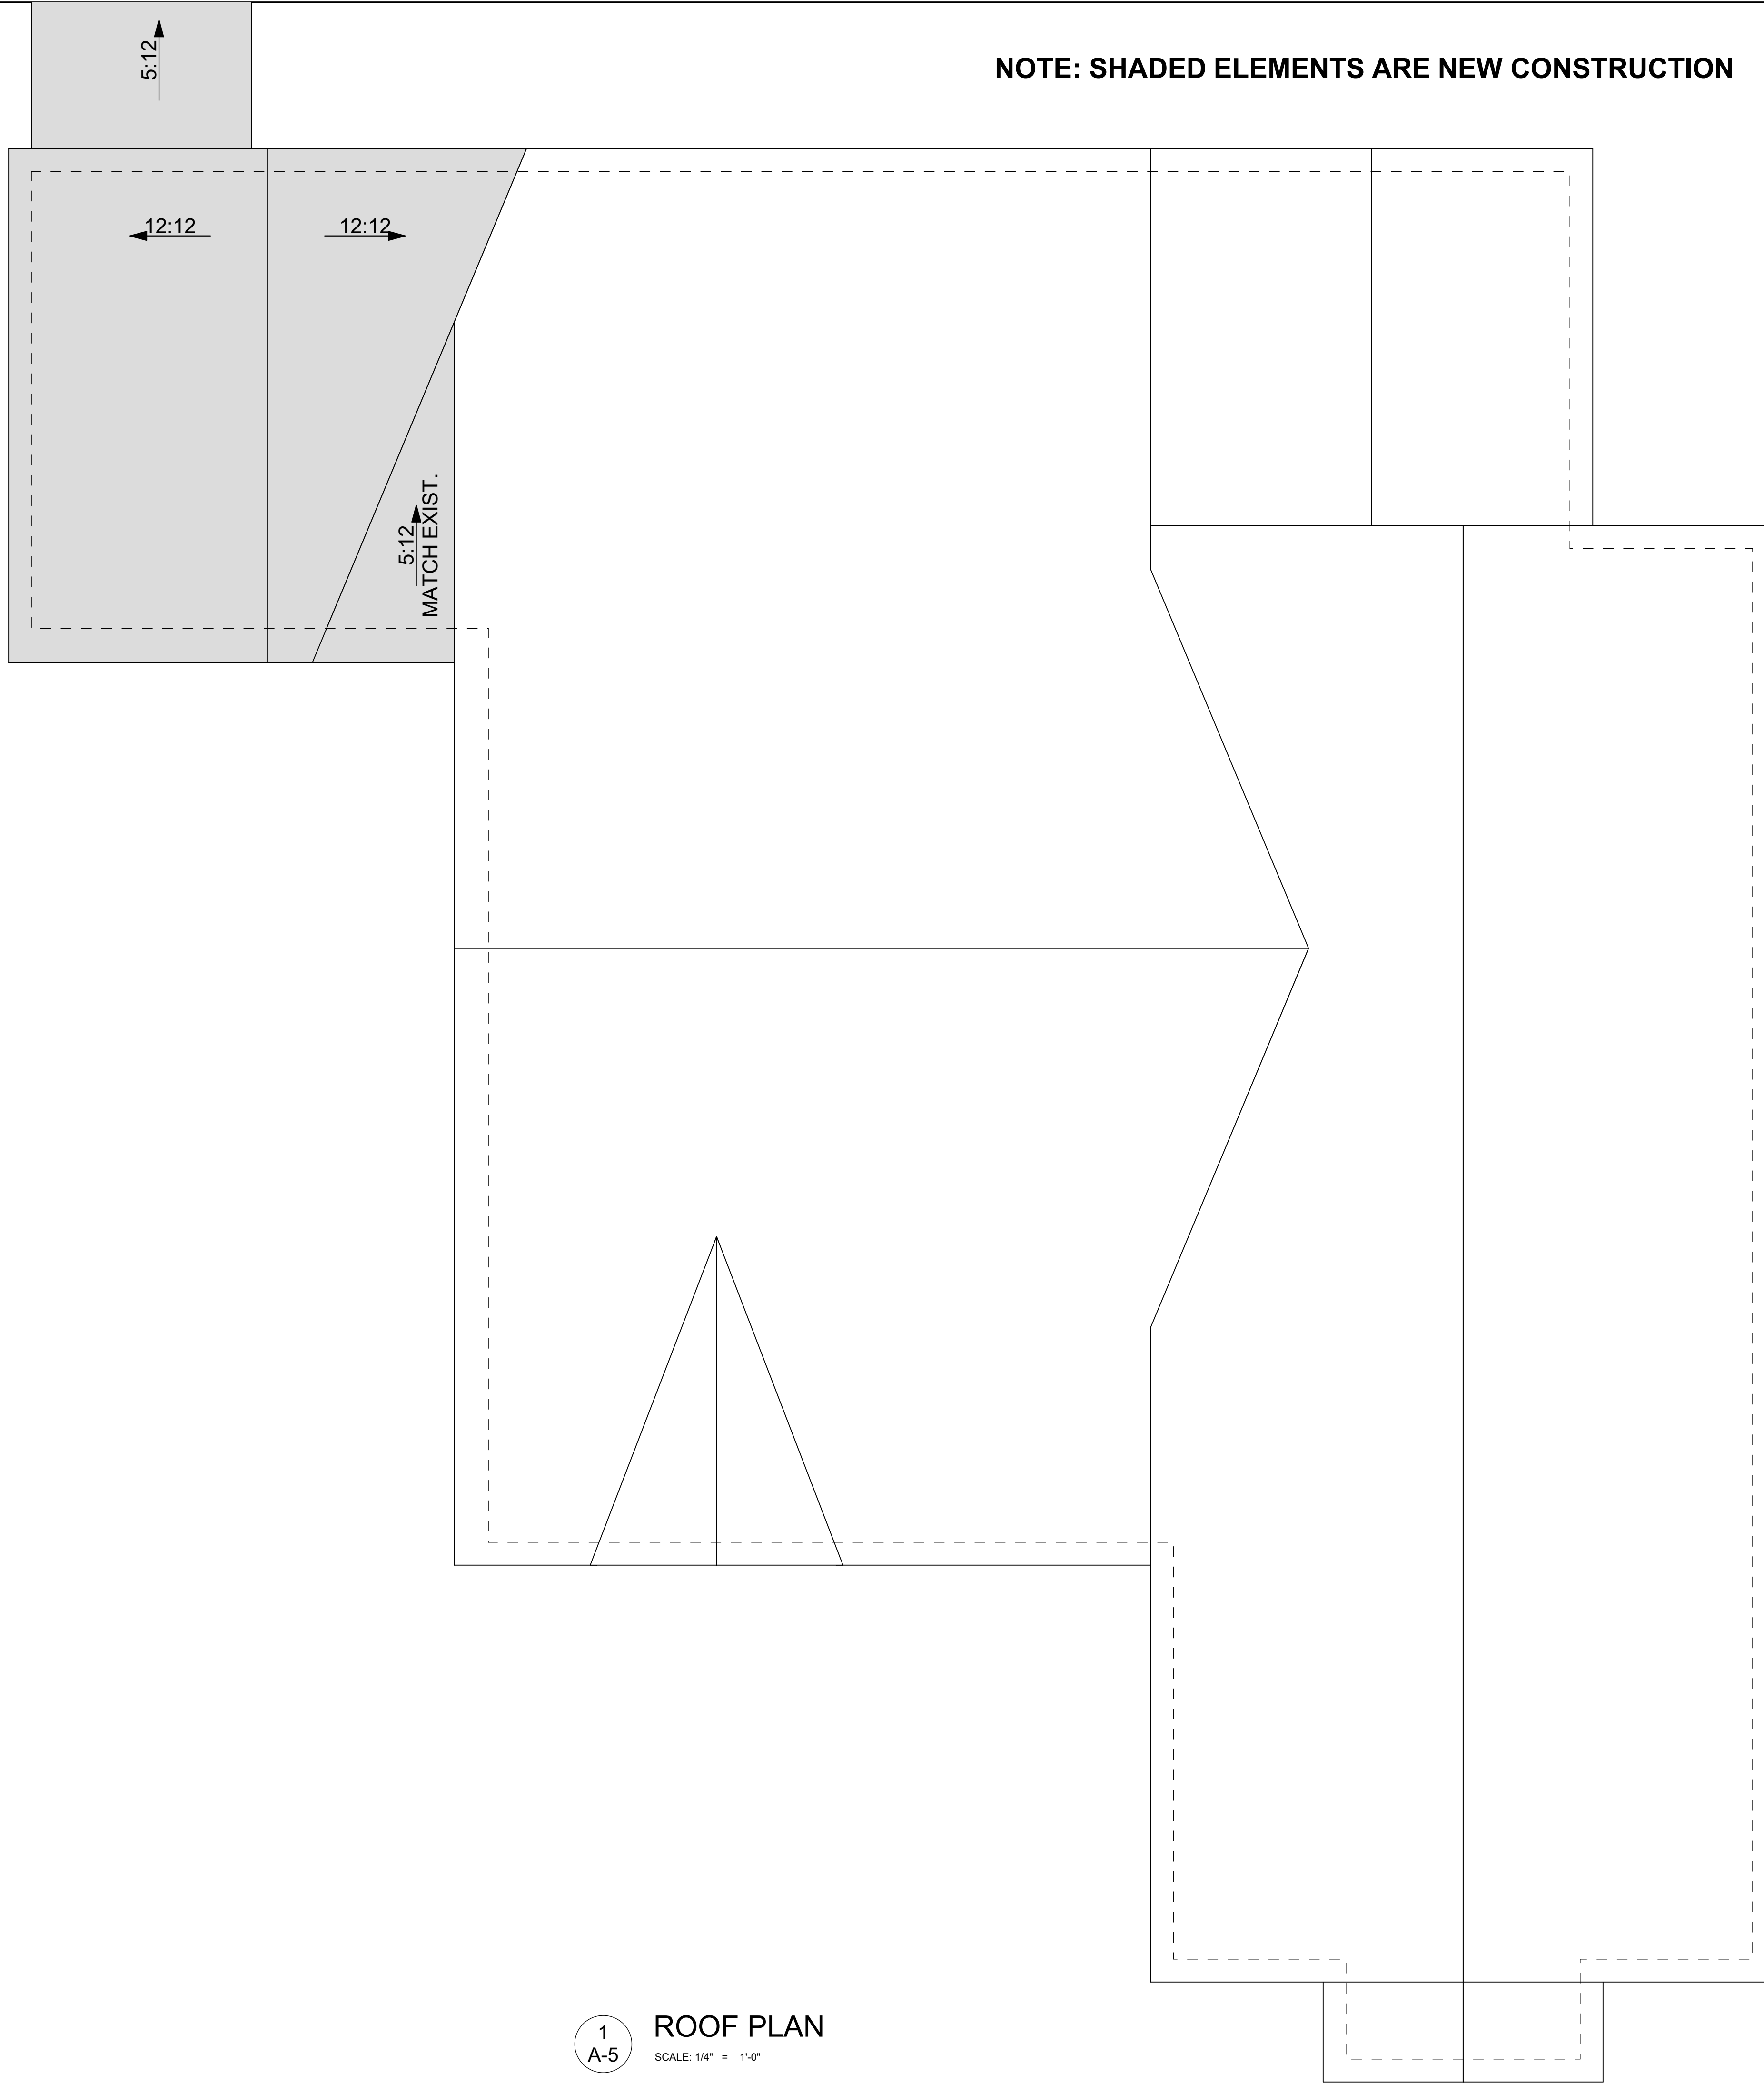 5:12
NOTE: SHADED ELEMENTS ARE NEW CONSTRUCTION
12:12
12:12
5:12
MATCH EXIST.
1
A-5
ROOF PLAN
SCALE: 1/4" = 1'-0"